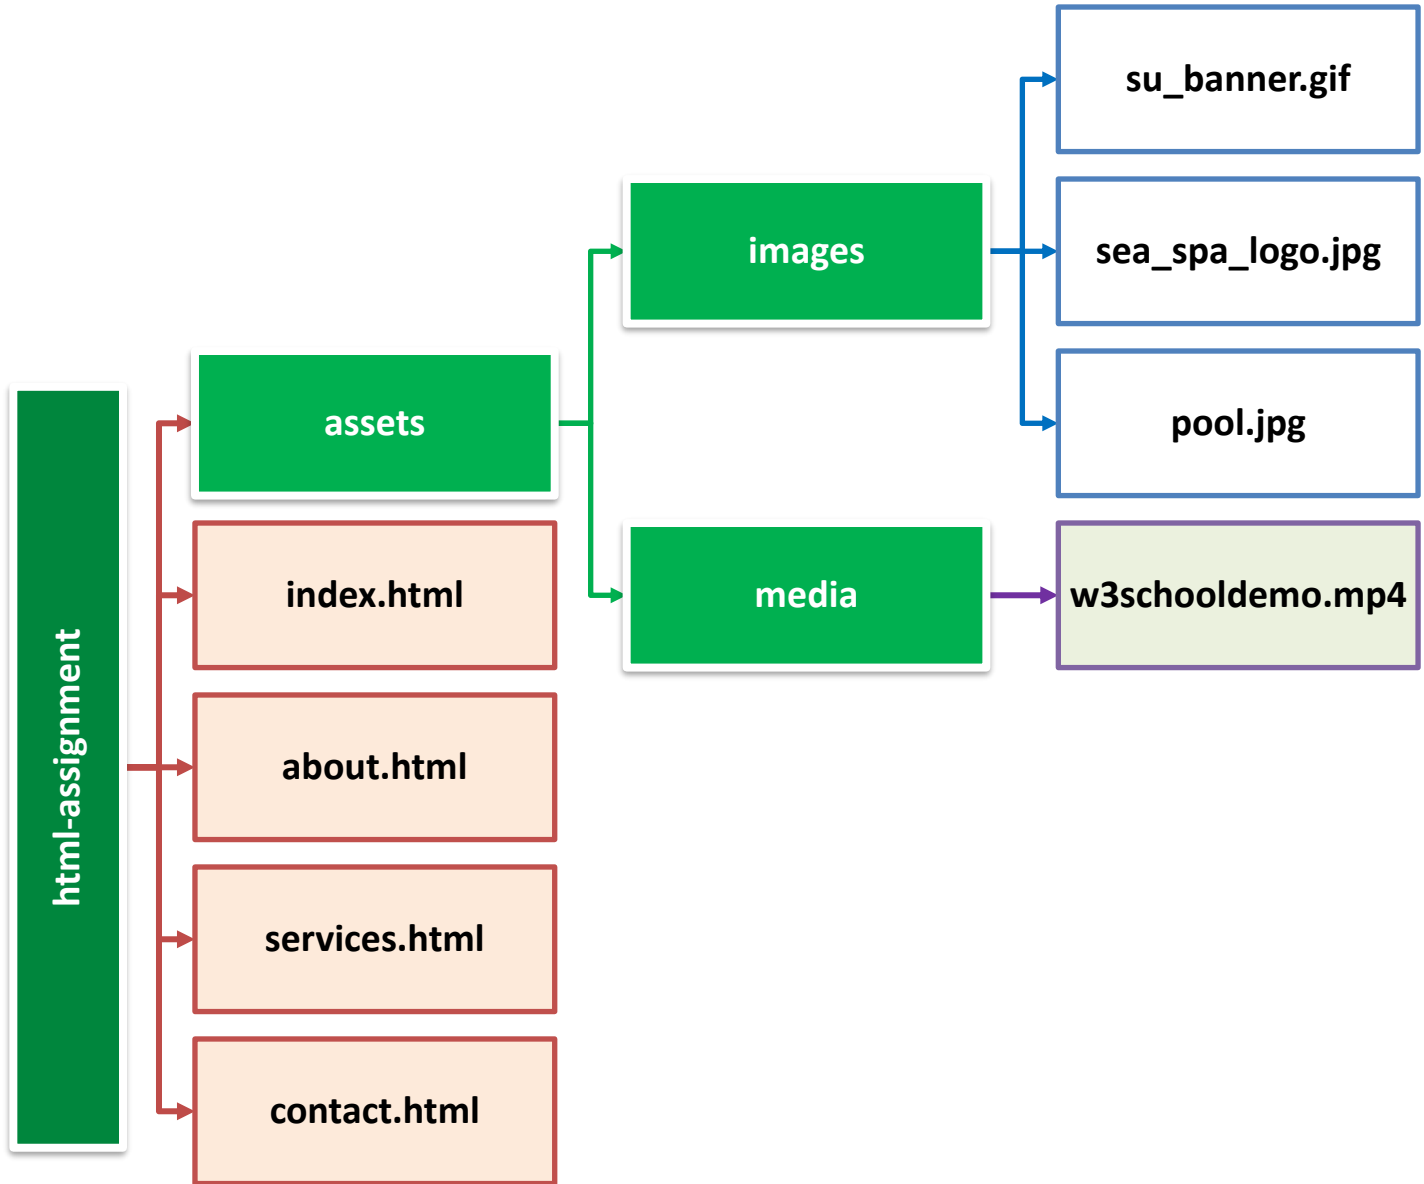 html-assignment
assets
index.html
about.html
services.html
contact.html
images
media
su_banner.gif
sea_spa_logo.jpg
pool.jpg
w3schooldemo.mp4